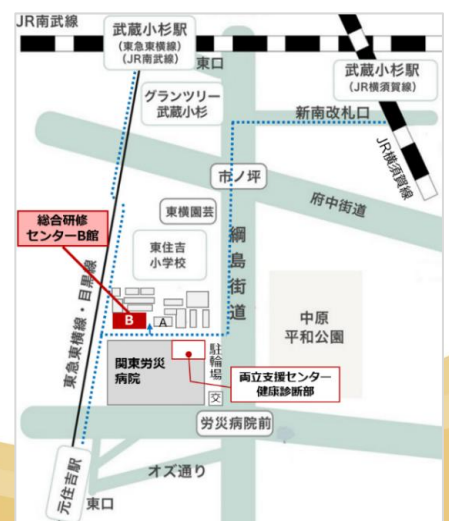 JR南武線
武蔵小杉駅
(東急東横線)
(JR南武線)
東口
武蔵小杉駅
(JR横須賀線)
グランツリー
武蔵小杉
新南改札口
JR横須賀線
市ノ坪
府中街道
東横園芸
総合研修
センターB館
東住吉
小学校
綱島街道
東急東横線・目黒線
B
A
中原
平和公園
関東労災
病院
駐輪場
両立支援センター
健康診断部
交
労災病院前
オズ通り
元住吉駅
東口